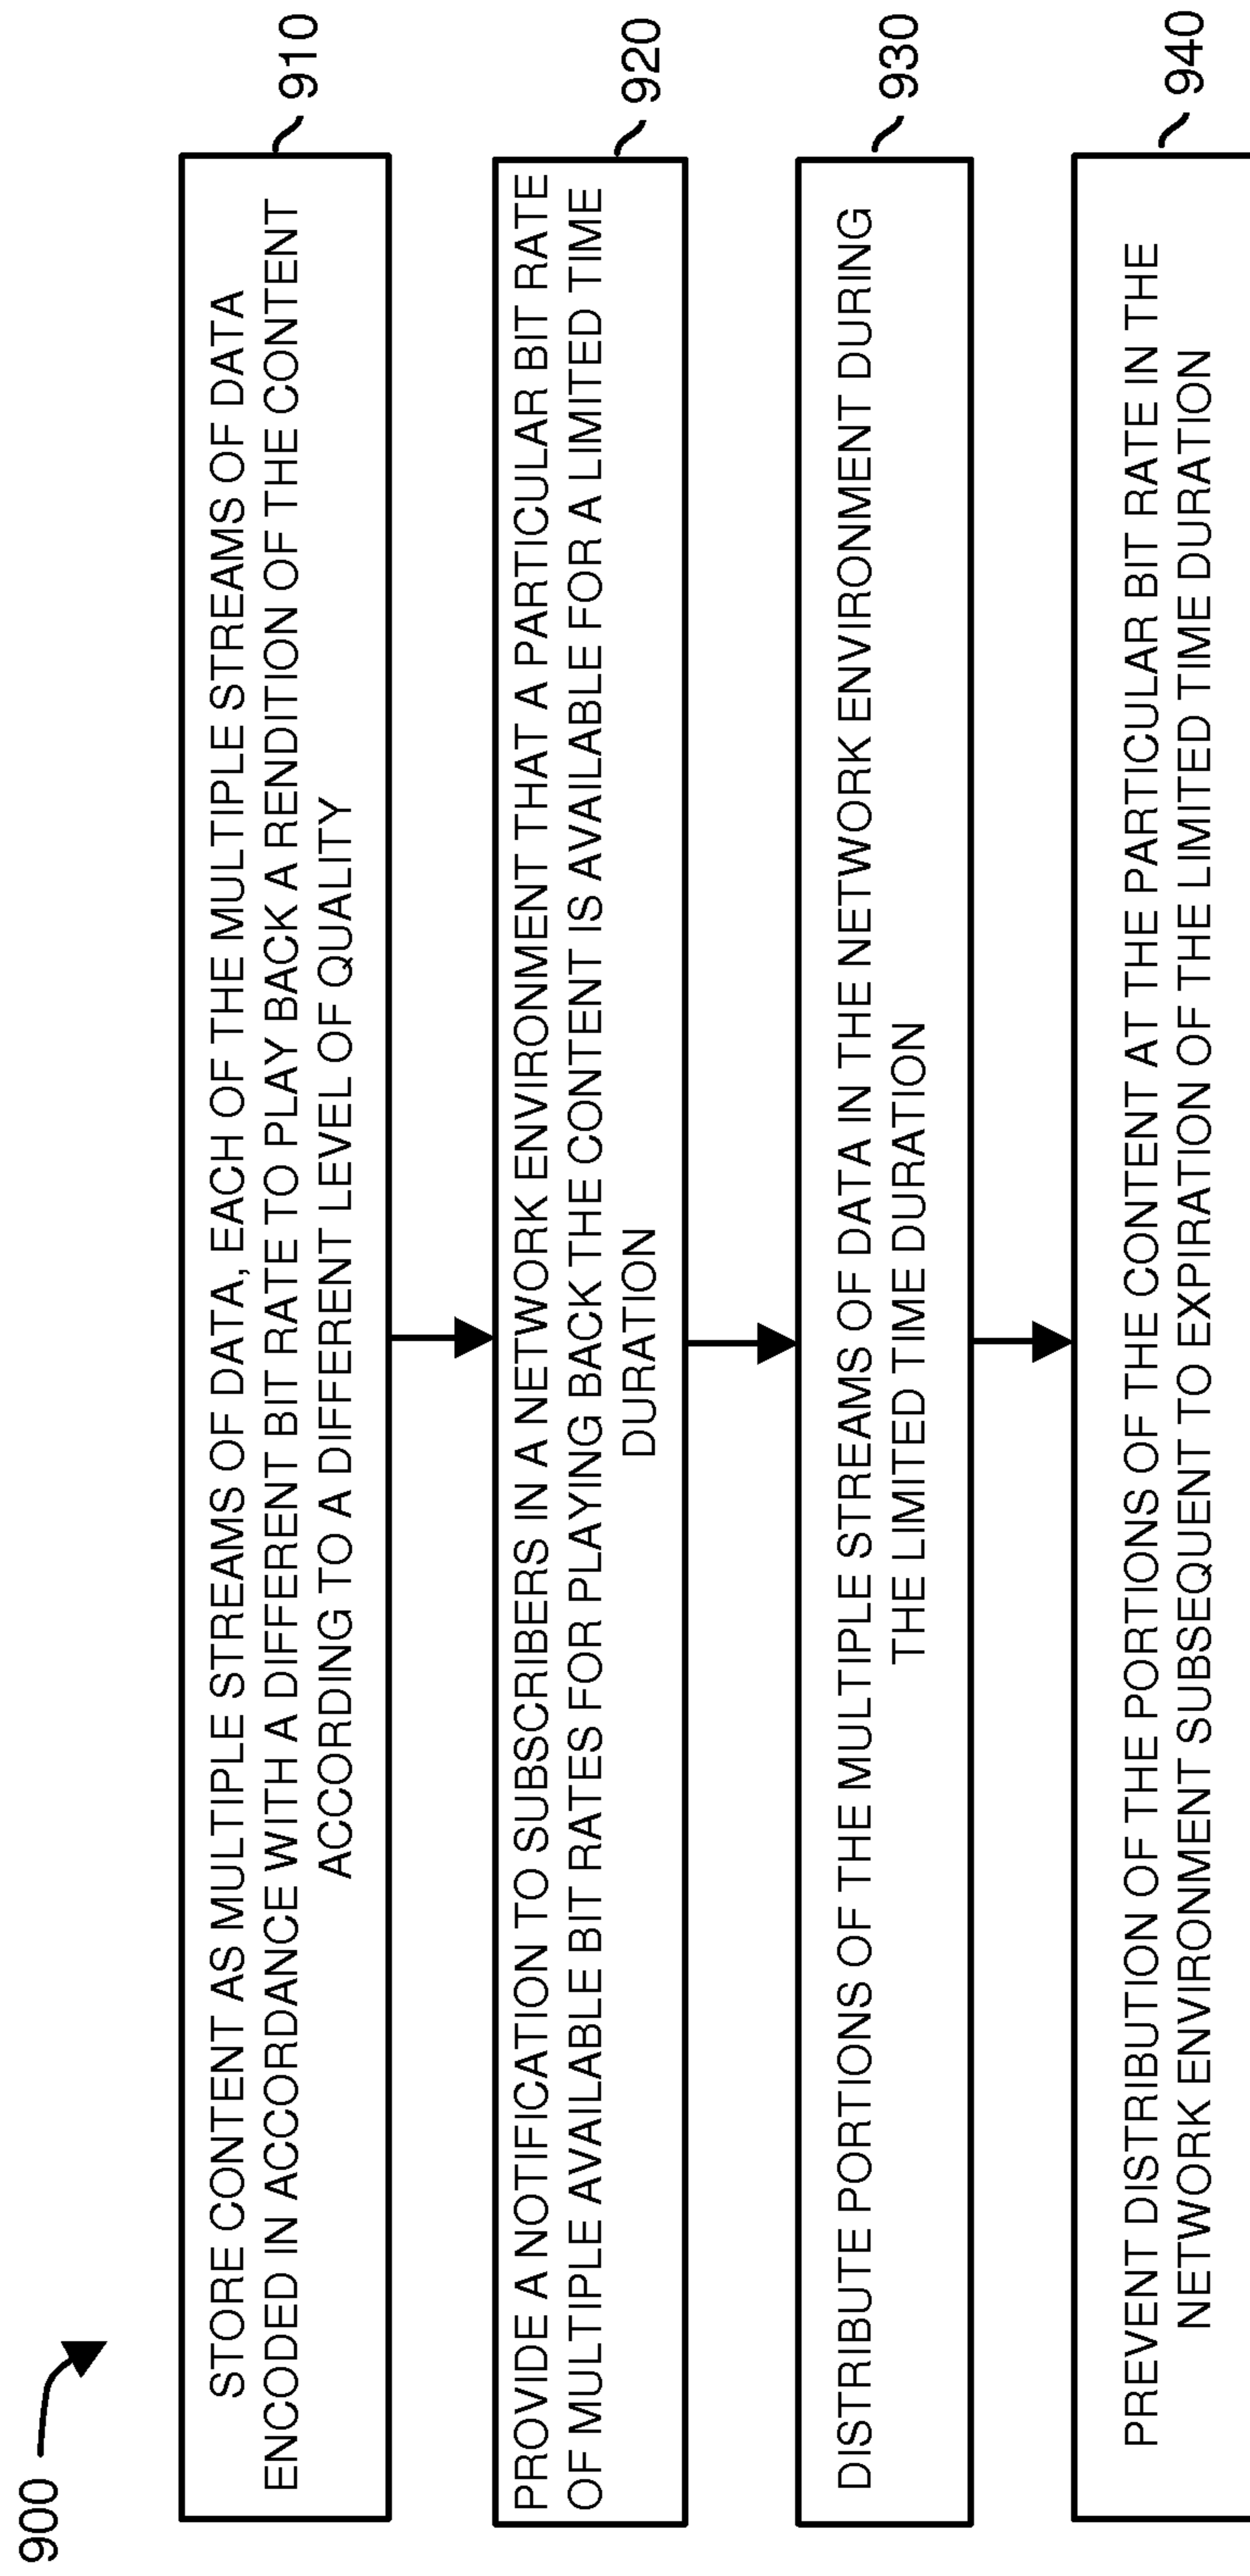 900
STORE CONTENT AS MULTIPLE STREAMS OF DATA, EACH OF THE MULTIPLE STREAMS OF DATA
ENCODED IN ACCORDANCE WITH A DIFFERENT BIT RATE TO PLAY BACK A RENDITION OF THE CONTENT
ACCORDING TO A DIFFERENT LEVEL OF QUALITY
910
PROVIDE A NOTIFICATION TO SUBSCRIBERS IN A NETWORK ENVIRONMENT THAT A PARTICULAR BIT RATE
OF MULTIPLE AVAILABLE BIT RATES FOR PLAYING BACK THE CONTENT IS AVAILABLE FOR A LIMITED TIME
DURATION
920
DISTRIBUTE PORTIONS OF THE MULTIPLE STREAMS OF DATA IN THE NETWORK ENVIRONMENT DURING
THE LIMITED TIME DURATION
930
PREVENT DISTRIBUTION OF THE PORTIONS OF THE CONTENT AT THE PARTICULAR BIT RATE IN THE
NETWORK ENVIRONMENT SUBSEQUENT TO EXPIRATION OF THE LIMITED TIME DURATION
940